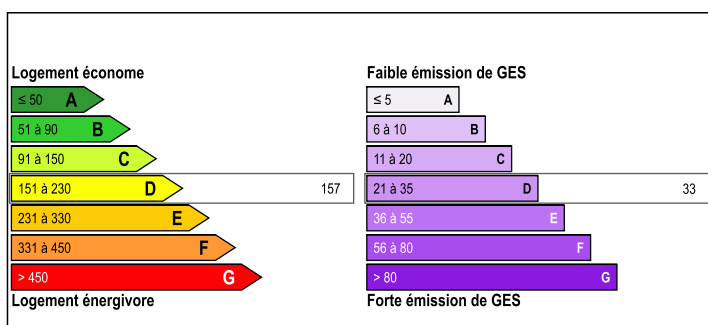 Logement économe
≤ 50 A
51 à 90 B
91 à 150 C
151 à 230 D 157
231 à 330 E
331 à 450 F
> 450 G
Logement énergivore
Faible émission de GES
≤ 5 A
6 à 10 B
11 à 20 C
21 à 35 D 33
36 à 55 E
56 à 80 F
> 80 G
Forte émission de GES